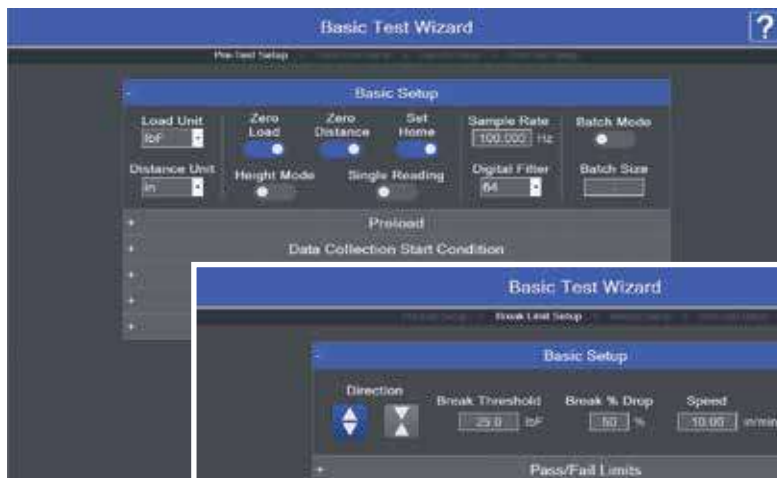 Basic Test Wizard
?
Pre-Test Setup
- Basic Setup
Load Unit
lbF
Zero Load
Zero Distance
Set Home
Sample Rate
100.000 Hz
Batch Mode
Distance Unit
in
Height Mode
Single Reading
Digital Filter
64
Batch Size
+ Preload
+ Data Collection Start Condition
+
+
+
Basic Test Wizard
Break Limit Setup
- Basic Setup
Direction
Break Threshold
25.0 lbF
Break % Drop
50 %
Speed
10.00 in/min
+ Pass/Fail Limits